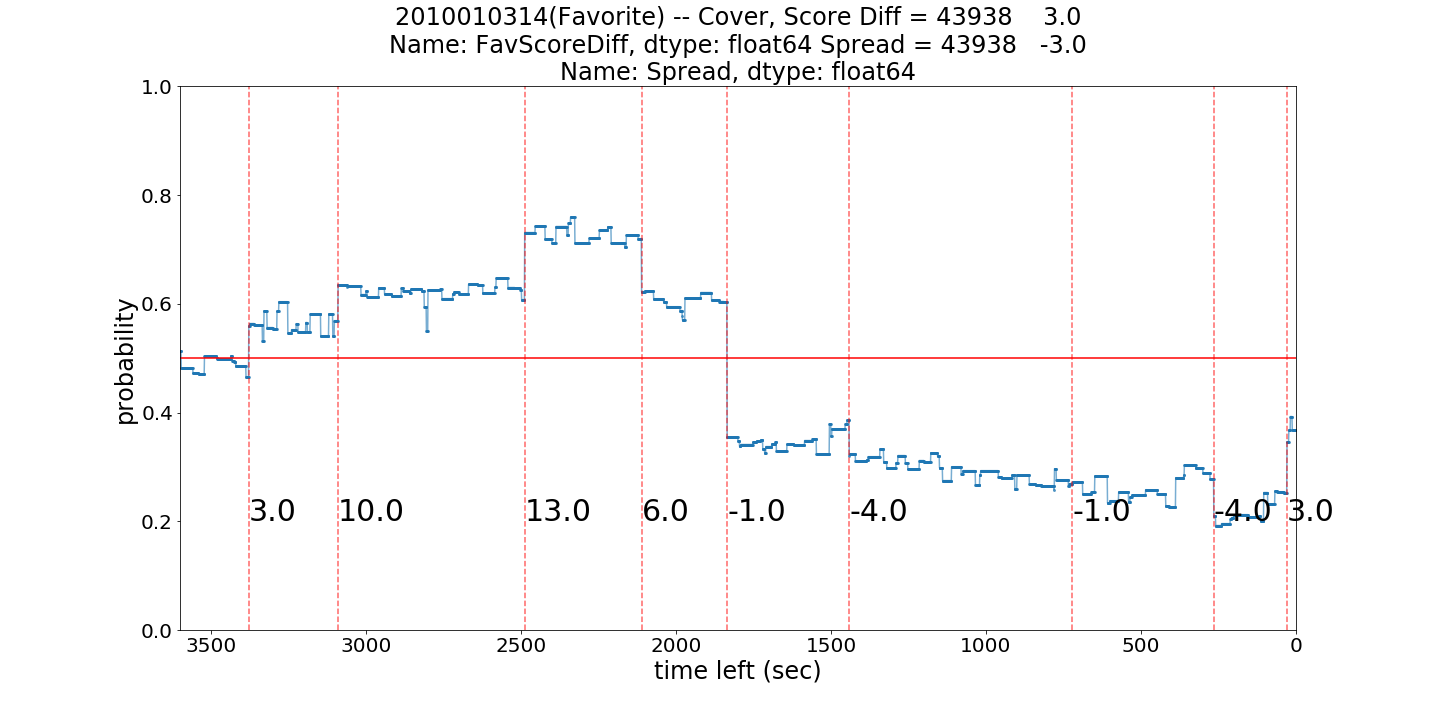 2010010314(Favorite) -- Cover, Score Diff = 43938    3.0
Name: FavScoreDiff, dtype: float64 Spread = 43938   -3.0
Name: Spread, dtype: float64
1.0
0.8
0.6
0.4
0.2
0.0
probability
3.0 10.0 13.0 6.0 -1.0 -4.0 -1.0 -4.0 3.0
3500 3000 2500 2000 1500 1000 500 0
time left (sec)